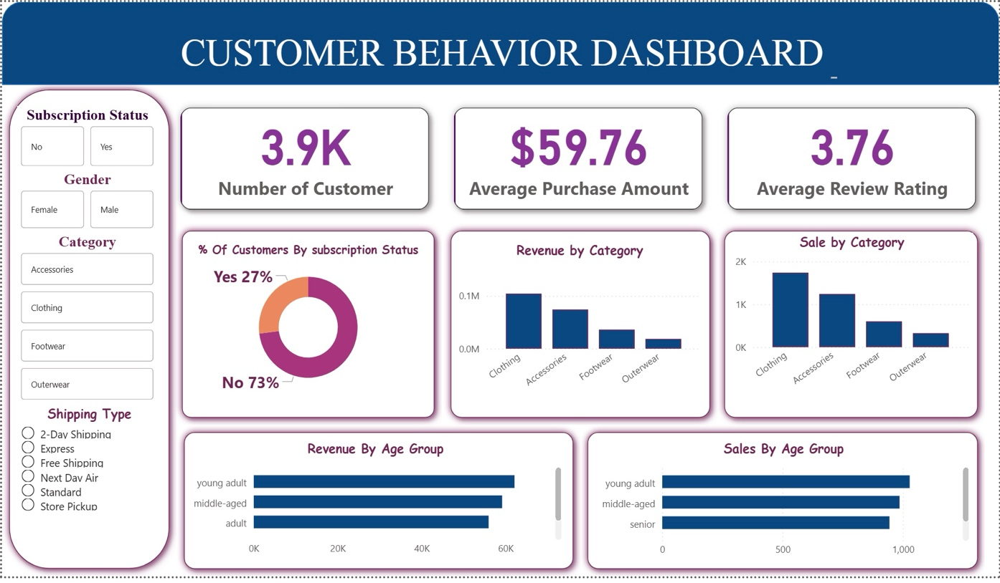 CUSTOMER BEHAVIOR DASHBOARD
Subscription Status
No
Yes
Gender
Female
Male
Category
Accessories
Clothing
Footwear
Outerwear
Shipping Type
2-Day Shipping
Express
Free Shipping
Next Day Air
Standard
Store Pickup
3.9K
Number of Customer
$59.76
Average Purchase Amount
3.76
Average Review Rating
% Of Customers By subscription Status
Yes 27%
No 73%
Revenue by Category
0.1M
0.0M
Clothing
Accessories
Footwear
Outerwear
Sale by Category
2K
1K
0K
Clothing
Accessories
Footwear
Outerwear
Revenue By Age Group
young adult
middle-aged
adult
0K 20K 40K 60K
Sales By Age Group
young adult
middle-aged
senior
0 500 1,000